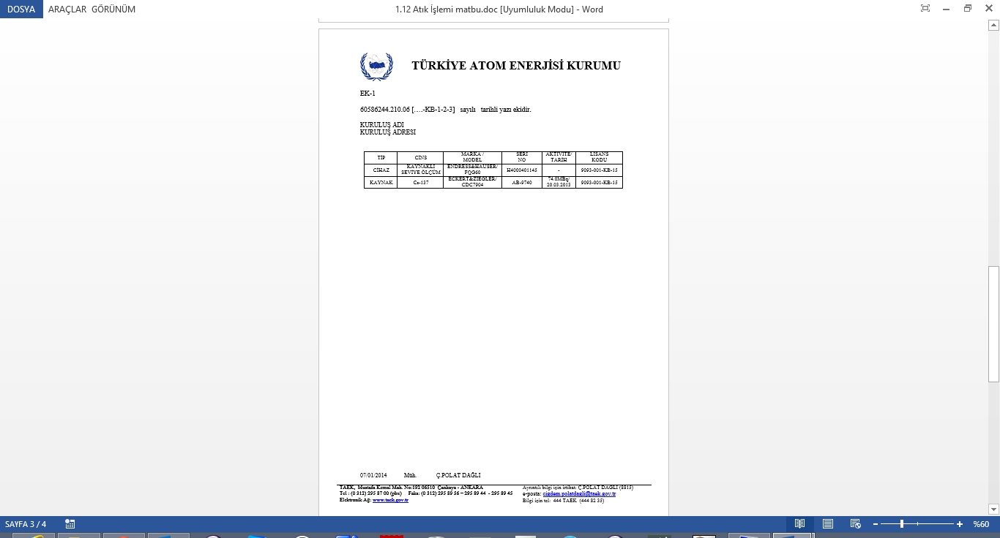 DOSYA ARAÇLAR GÖRÜNÜM 1.12 Atık İşlemi matbu.doc [Uyumluluk Modu] - Word
TÜRKİYE ATOM ENERJİSİ KURUMU
EK-1
60586244.210.06 [….-KB-1-2-3] sayılı tarihli yazı ekidir.
KURULUŞ ADI
KURULUŞ ADRESI
TİP CİNS MARKA / MODEL SERİ NO AKTİVİTE/ TARİH LİSANS KODU
CİHAZ KAYNAKLI SEVİYE ÖLÇÜM ENDRESS&HAUSER/ FQG60 H4000401145 - 9093-001-KB-15
KAYNAK Cs-137 ECKERT&ZIEGLER/ CDC7904 AB-9740 74.0MBq/ 20.03.2013 9093-001-KB-15
07/01/2014 Müh. Ç.POLAT DAĞLI
TAEK, Mustafa Kemal Mah. No:192 06510 Çankaya - ANKARA
Tel : (0 312) 295 87 00 (pbx) Faks: (0 312) 295 89 56 – 295 89 44 - 295 89 45
Elektronik Ağ: www.taek.gov.tr
Ayrıntılı bilgi için irtibat: Ç.POLAT DAĞLI (8815)
e-posta: cigdem.polatdagli@taek.gov.tr
Bilgi için tel: 444 TAEK (444 82 35)
SAYFA 3 / 4 %60